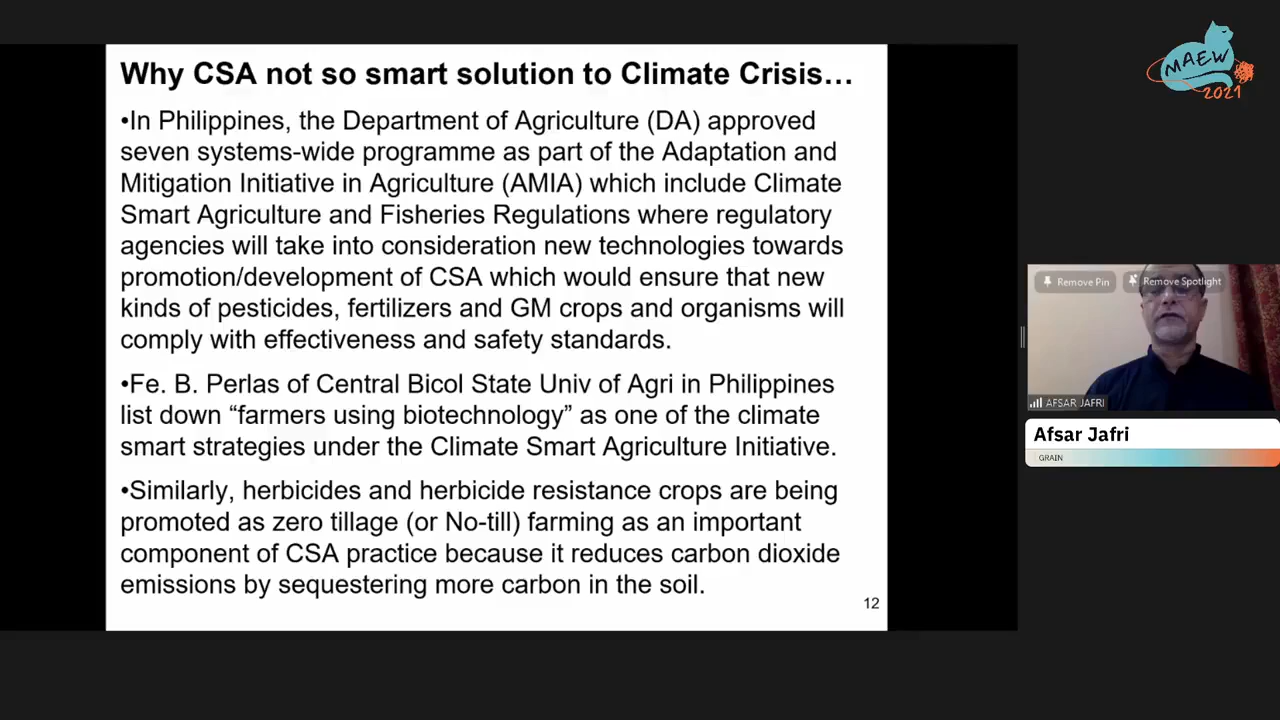 Why CSA not so smart solution to Climate Crisis…
•In Philippines, the Department of Agriculture (DA) approved
seven systems-wide programme as part of the Adaptation and
Mitigation Initiative in Agriculture (AMIA) which include Climate
Smart Agriculture and Fisheries Regulations where regulatory
agencies will take into consideration new technologies towards
promotion/development of CSA which would ensure that new
kinds of pesticides, fertilizers and GM crops and organisms will
comply with effectiveness and safety standards.
•Fe. B. Perlas of Central Bicol State Univ of Agri in Philippines
list down “farmers using biotechnology” as one of the climate
smart strategies under the Climate Smart Agriculture Initiative.
•Similarly, herbicides and herbicide resistance crops are being
promoted as zero tillage (or No-till) farming as an important
component of CSA practice because it reduces carbon dioxide
emissions by sequestering more carbon in the soil.
12
MAEW
2021
Remove Pin
Remove Spotlight
AFSAR JAFRI
Afsar Jafri
GRAIN